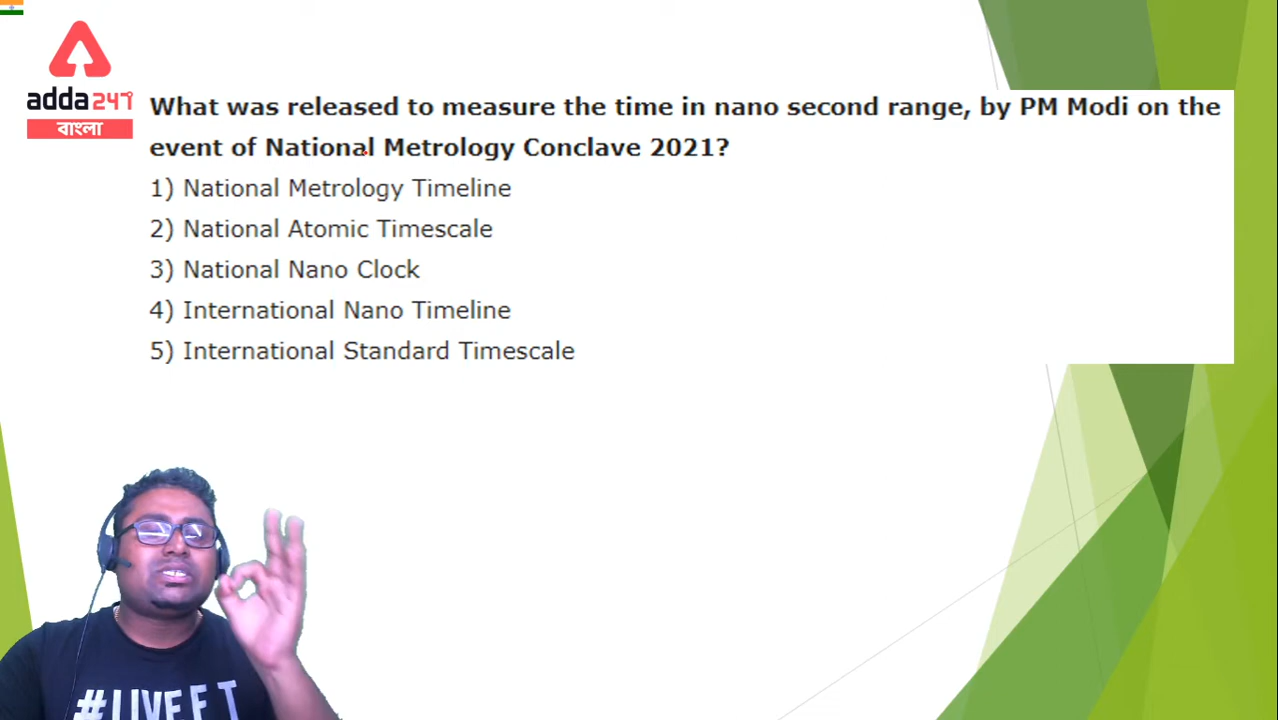 adda247
বাংলা
What was released to measure the time in nano second range, by PM Modi on the
event of National Metrology Conclave 2021?
1) National Metrology Timeline
2) National Atomic Timescale
3) National Nano Clock
4) International Nano Timeline
5) International Standard Timescale